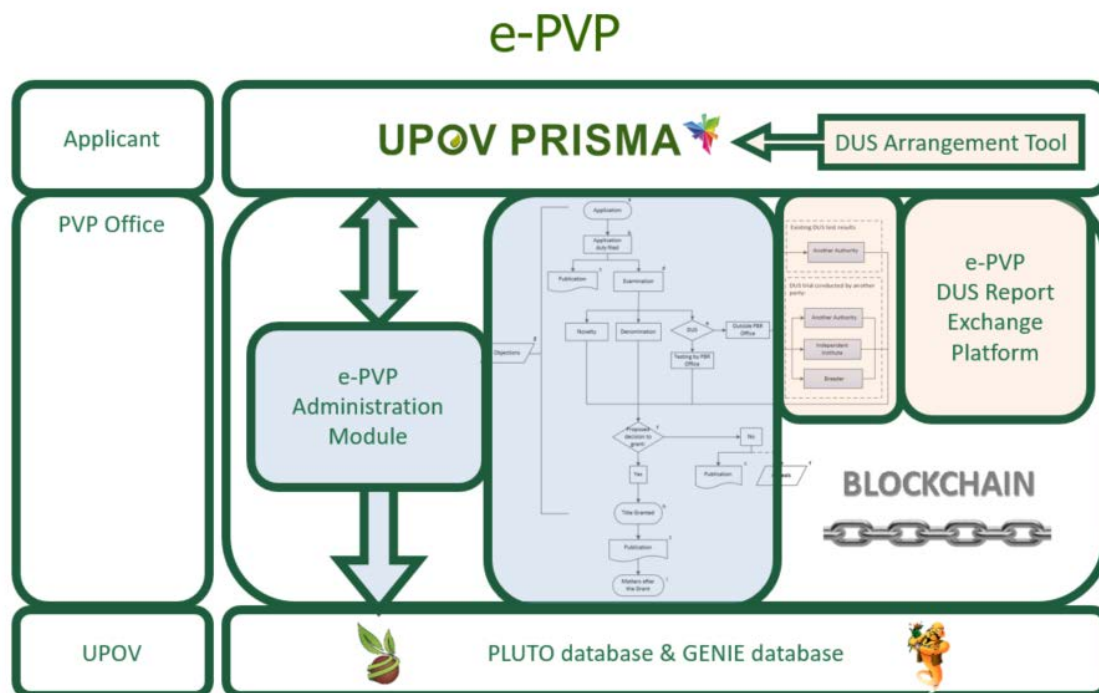 e-PVP
Applicant
UPOV PRISMA
DUS Arrangement Tool
PVP Office
e-PVP
Administration
Module
Application
Application
duly filed
Publication
Examination
Novelty
Denomination
DUS
Outside PBR
Office
Testing by PBR
Office
Objections
Proposed
decision to
grant
No
Yes
Publication
Title Granted
Publication
Matters after
the Grant
Existing DUS test results
Another Authority
DUS trial conducted by another
party:
Another Authority
Independent
Institute
Breeder
e-PVP
DUS Report
Exchange
Platform
BLOCKCHAIN
UPOV
PLUTO database & GENIE database